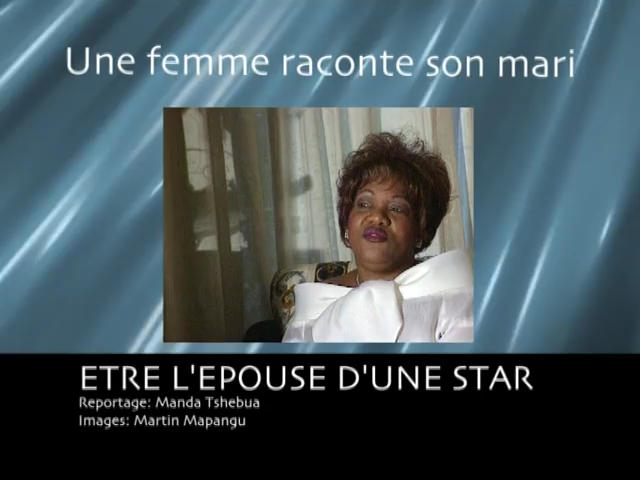 Une femme raconte son mari
ETRE L'EPOUSE D'UNE STAR
Reportage: Manda Tshebua
Images: Martin Mapangu